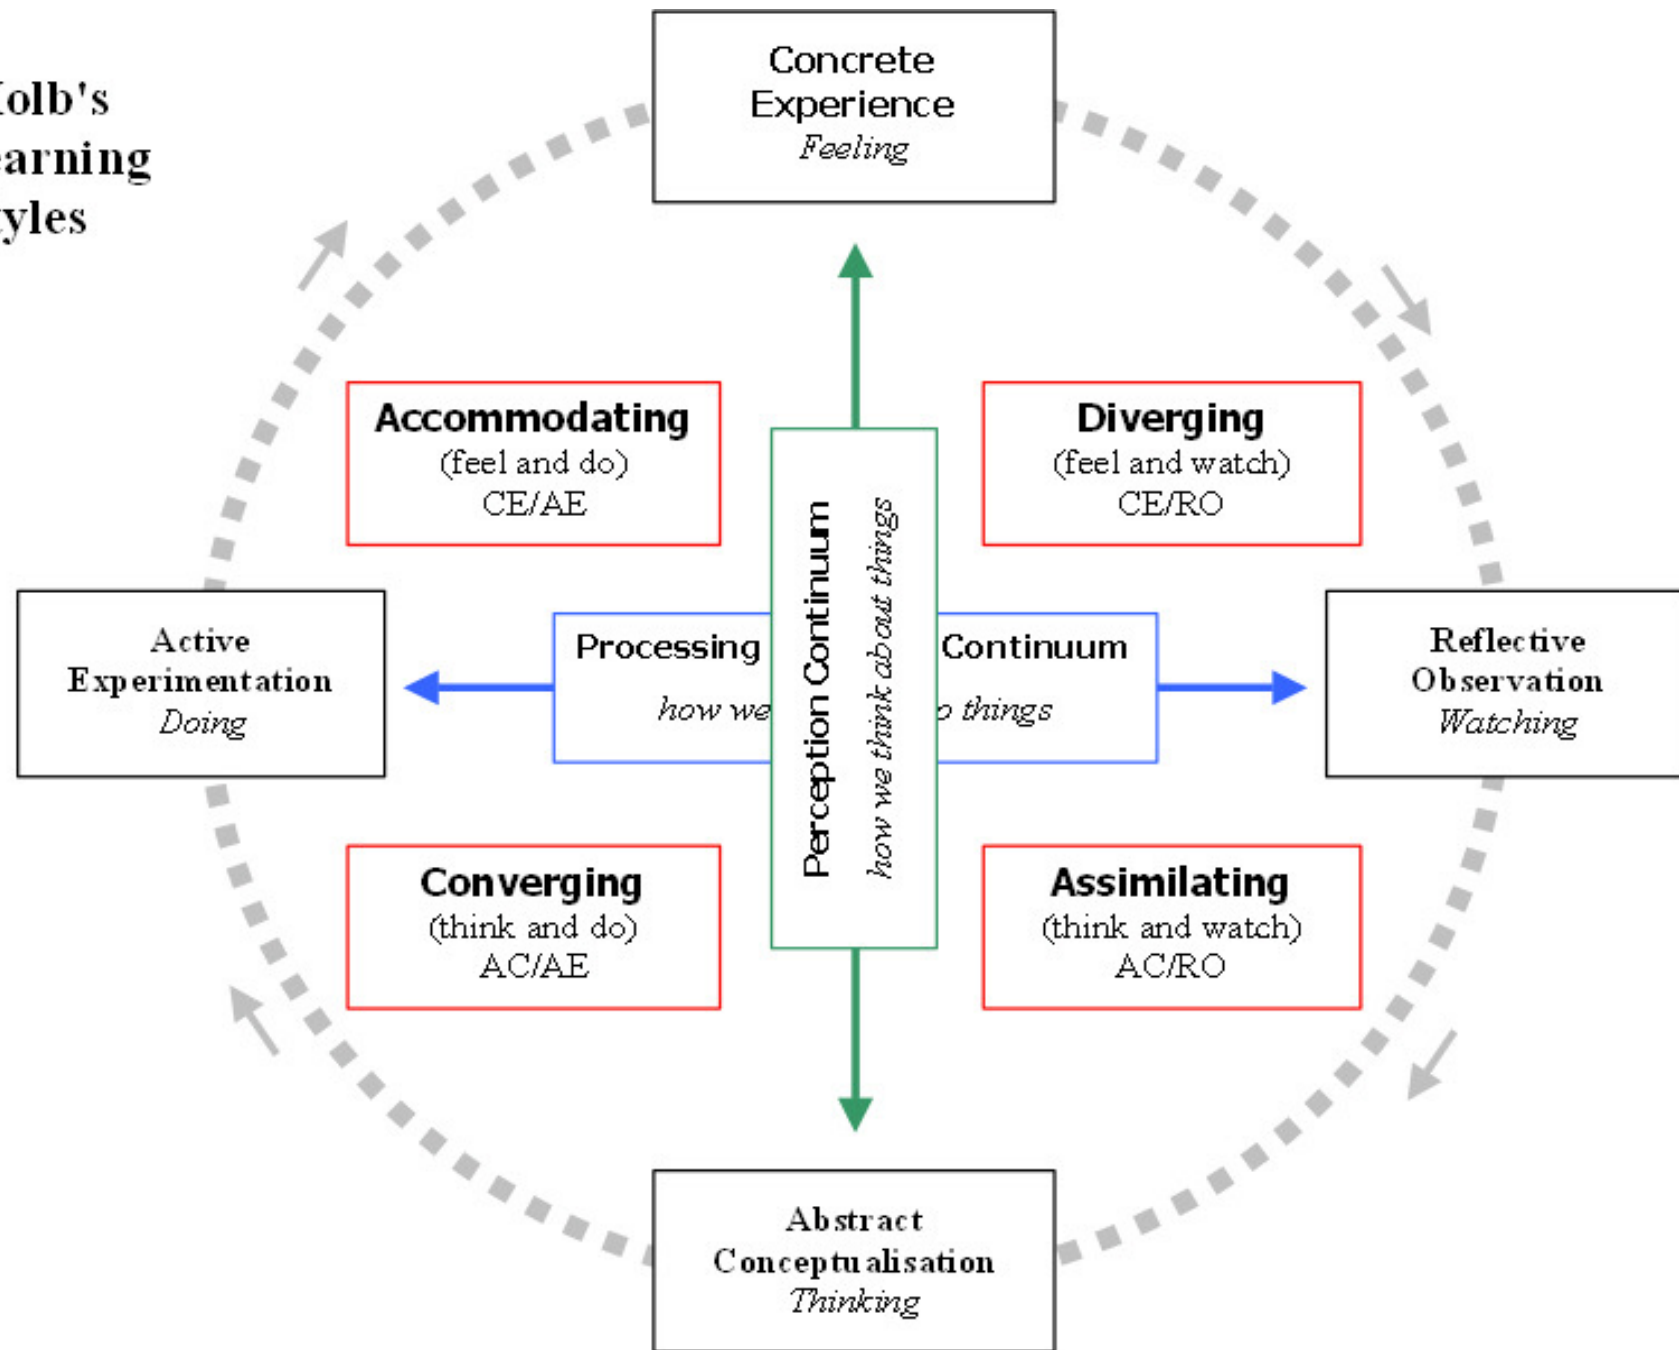 olb's
earning
tyles
Concrete
Experience
Feeling
Accommodating
(feel and do)
CE/AE
Diverging
(feel and watch)
CE/RO
Active
Experimentation
Doing
Processing Continuum
how we o things
Perception Continuum
how we think about things
Reflective
Observation
Watching
Converging
(think and do)
AC/AE
Assimilating
(think and watch)
AC/RO
Abstract
Conceptualisation
Thinking